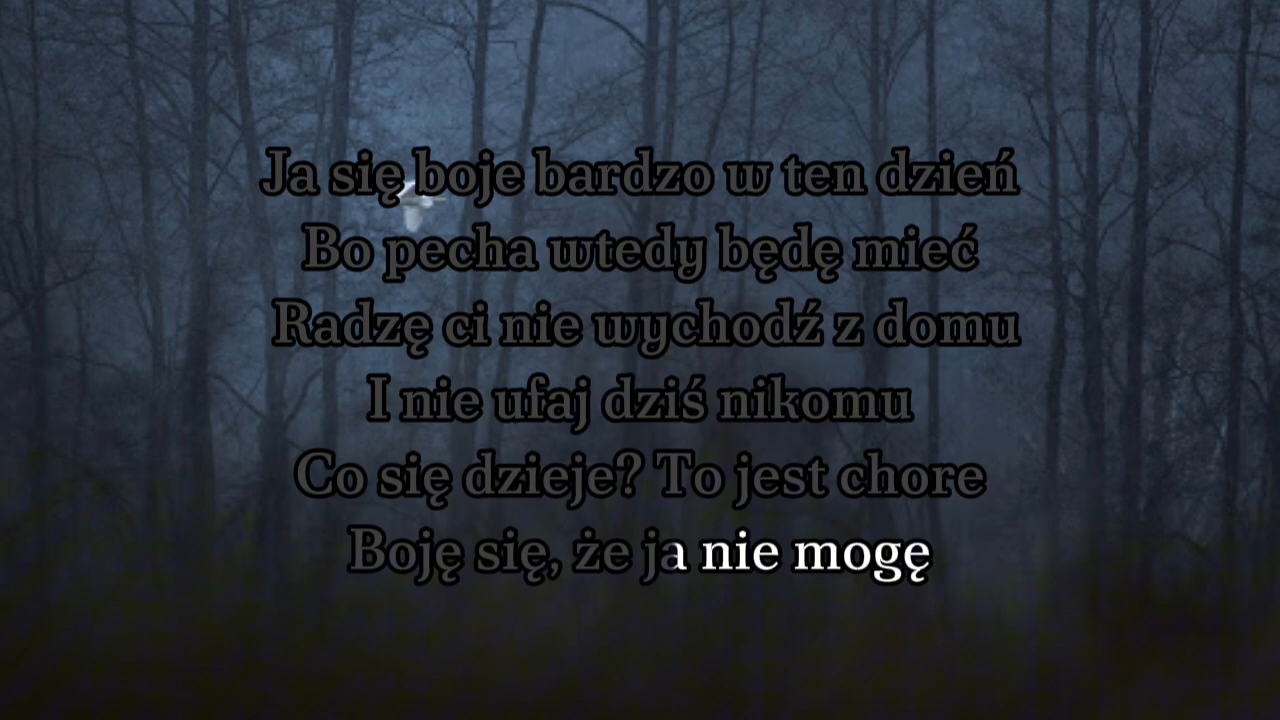 Ja się boje bardzo w ten dzień
Bo pecha wtedy będę mieć
Radzę ci nie wychodź z domu
I nie ufaj dziś nikomu
Co się dzieje? To jest chore
Boję się, że ja nie mogę